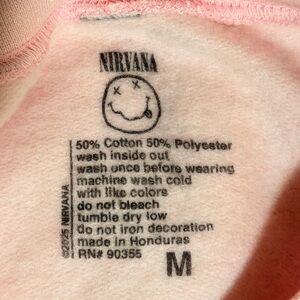 NIRVANA
50% Cotton 50% Polyester
wash inside out
wash once before wearing
machine wash cold
with like colors
do not bleach
tumble dry low
do not iron decoration
made in Honduras
RN# 90355
M
©2025 NIRVANA